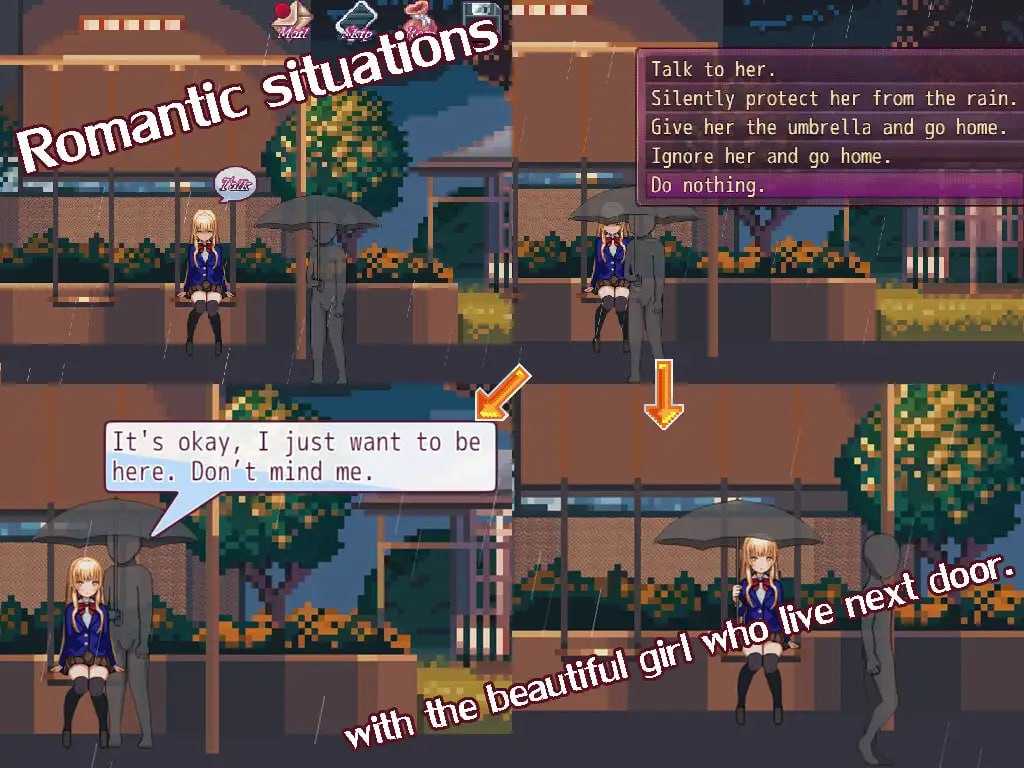 Mail
Skip
Romantic situations
Talk
Talk to her.
Silently protect her from the rain.
Give her the umbrella and go home.
Ignore her and go home.
Do nothing.
It's okay, I just want to be
here. Don't mind me.
with the beautiful girl who live next door.